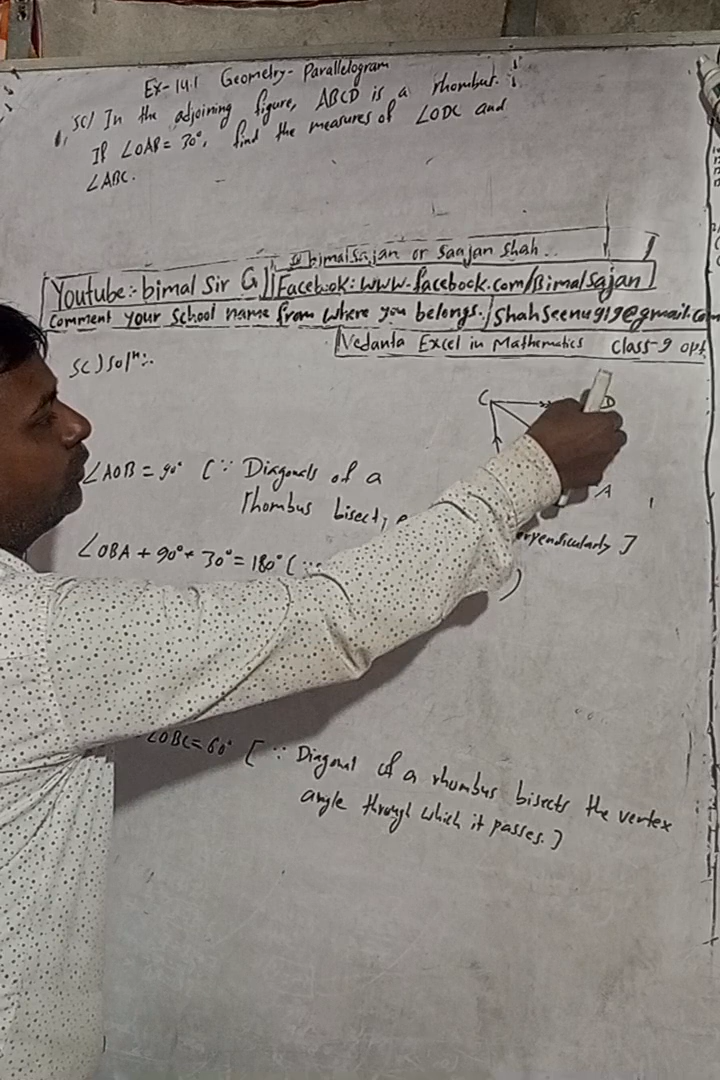 Ex-14.1 Geometry- Parallelogram
5c) In the adjoining figure, ABCD is a rhombus.
If ∠OAB = 30°, find the measures of ∠ODC and
∠ABC.
@bimalsajan or Saajan Shah..
Youtube:- bimal Sir G Facebook: www.facebook.com/Bimalsajan
Comment your School name from where you belongs. / Shahseenu919@gmail.com
Vedanta Excel in Mathematics Class-9 opt.
5c) solⁿ:-
C D
∠AOB = 90° [∵ Diagonals of a
A
rhombus bisect,
perpendicularly]
∠OBA + 90° + 30° = 180° (∵
)
∠OBC = 60° [∵ Diagonal of a rhombus bisects the vertex
angle through which it passes.]